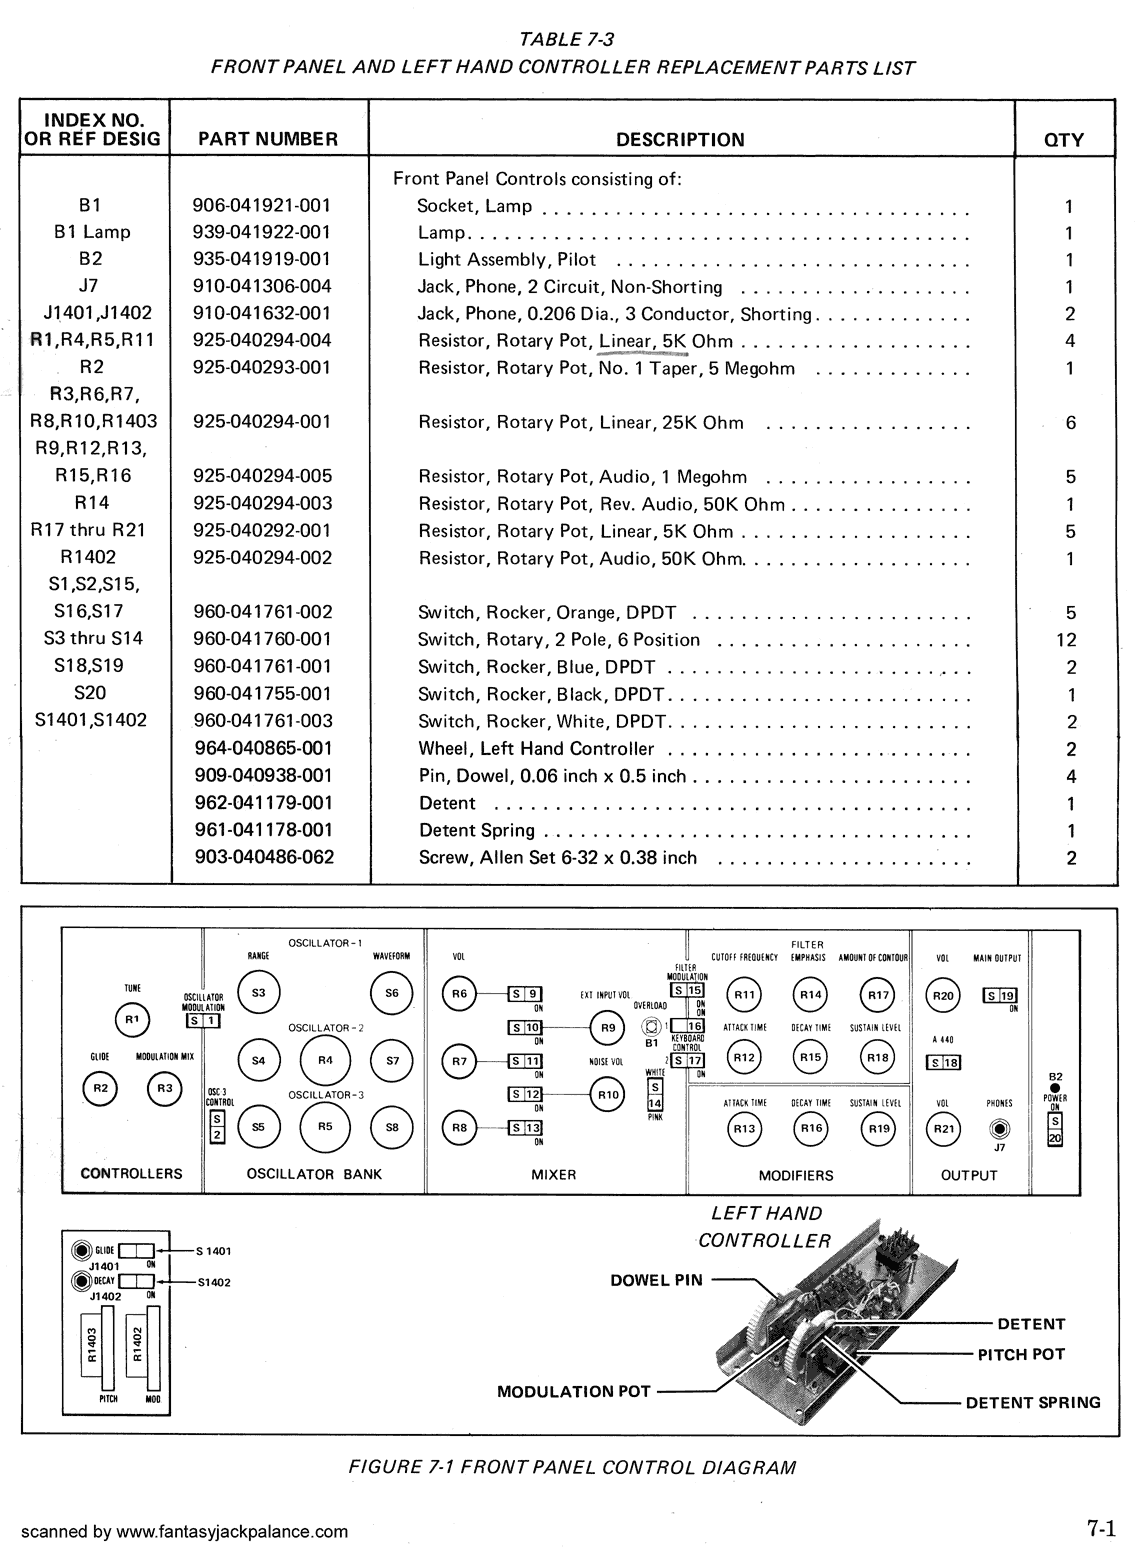 TABLE 7-3
FRONT PANEL AND LEFT HAND CONTROLLER REPLACEMENT PARTS LIST
INDEX NO. OR REF DESIG PART NUMBER DESCRIPTION QTY
Front Panel Controls consisting of:
B1 906-041921-001 Socket, Lamp 1
B1 Lamp 939-041922-001 Lamp 1
B2 935-041919-001 Light Assembly, Pilot 1
J7 910-041306-004 Jack, Phone, 2 Circuit, Non-Shorting 1
J1401,J1402 910-041632-001 Jack, Phone, 0.206 Dia., 3 Conductor, Shorting 2
R1,R4,R5,R11 925-040294-004 Resistor, Rotary Pot, Linear, 5K Ohm 4
R2 925-040293-001 Resistor, Rotary Pot, No. 1 Taper, 5 Megohm 1
R3,R6,R7,
R8,R10,R1403 925-040294-001 Resistor, Rotary Pot, Linear, 25K Ohm 6
R9,R12,R13,
R15,R16 925-040294-005 Resistor, Rotary Pot, Audio, 1 Megohm 5
R14 925-040294-003 Resistor, Rotary Pot, Rev. Audio, 50K Ohm 1
R17 thru R21 925-040292-001 Resistor, Rotary Pot, Linear, 5K Ohm 5
R1402 925-040294-002 Resistor, Rotary Pot, Audio, 50K Ohm. 1
S1,S2,S15,
S16,S17 960-041761-002 Switch, Rocker, Orange, DPDT 5
S3 thru S14 960-041760-001 Switch, Rotary, 2 Pole, 6 Position 12
S18,S19 960-041761-001 Switch, Rocker, Blue, DPDT 2
S20 960-041755-001 Switch, Rocker, Black, DPDT 1
S1401,S1402 960-041761-003 Switch, Rocker, White, DPDT 2
964-040865-001 Wheel, Left Hand Controller 2
909-040938-001 Pin, Dowel, 0.06 inch x 0.5 inch 4
962-041179-001 Detent 1
961-041178-001 Detent Spring 1
903-040486-062 Screw, Allen Set 6-32 x 0.38 inch 2
TUNE
R1
GLIDE MODULATION MIX
R2 R3
CONTROLLERS
OSCILLATOR MODULATION
S 1
OSC 3 CONTROL
S 2
OSCILLATOR-1
RANGE WAVEFORM
S3 S6
OSCILLATOR-2
S4 R4 S7
OSCILLATOR-3
S5 R5 S8
OSCILLATOR BANK
VOL
R6 S 9
ON
EXT INPUT VOL
S 10 R9
ON
OVERLOAD
B1
R7 S 11
ON
NOISE VOL
S 12 R10
ON
WHITE
S 14
PINK
R8 S 13
ON
MIXER
FILTER MODULATION
S 15
ON
ON
1 16
KEYBOARD CONTROL
2 S 17
ON
FILTER
CUTOFF FREQUENCY EMPHASIS AMOUNT OF CONTOUR
R11 R14 R17
ATTACK TIME DECAY TIME SUSTAIN LEVEL
R12 R15 R18
ATTACK TIME DECAY TIME SUSTAIN LEVEL
R13 R16 R19
MODIFIERS
VOL MAIN OUTPUT
R20 S 19
ON
A 440
S 18
VOL PHONES
R21 J7
OUTPUT
B2
POWER
ON
S 20
GLIDE S 1401
J1401 ON
DECAY S1402
J1402 ON
R1403 R1402
PITCH MOD.
LEFT HAND
CONTROLLER
DOWEL PIN
DETENT
PITCH POT
MODULATION POT
DETENT SPRING
FIGURE 7-1 FRONT PANEL CONTROL DIAGRAM
scanned by www.fantasyjackpalance.com
7-1